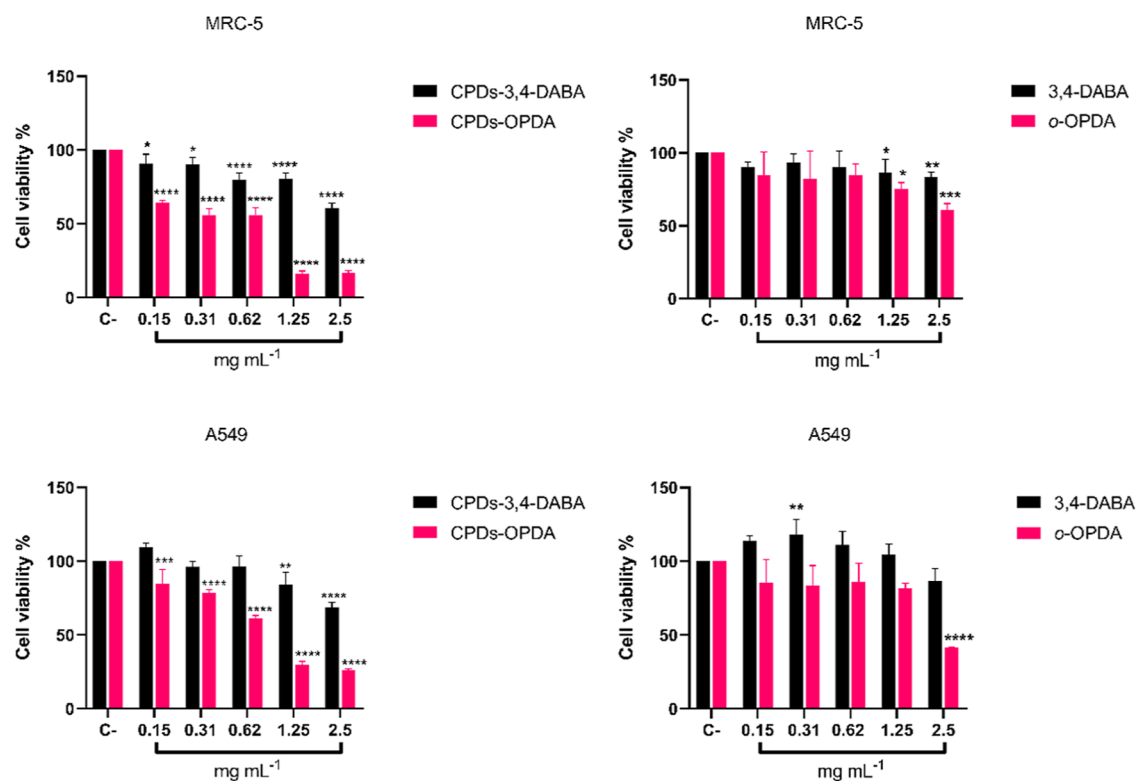 MRC-5
150
100
50
0
Cell viability %
* * **** **** ****
**** **** **** **** ****
C- 0.15 0.31 0.62 1.25 2.5
mg mL⁻¹
CPDs-3,4-DABA
CPDs-OPDA
MRC-5
150
100
50
0
Cell viability %
* **
* ***
C- 0.15 0.31 0.62 1.25 2.5
mg mL⁻¹
3,4-DABA
o-OPDA
A549
150
100
50
0
Cell viability %
** ****
*** **** **** **** ****
C- 0.15 0.31 0.62 1.25 2.5
mg mL⁻¹
CPDs-3,4-DABA
CPDs-OPDA
A549
150
100
50
0
Cell viability %
**
****
C- 0.15 0.31 0.62 1.25 2.5
mg mL⁻¹
3,4-DABA
o-OPDA